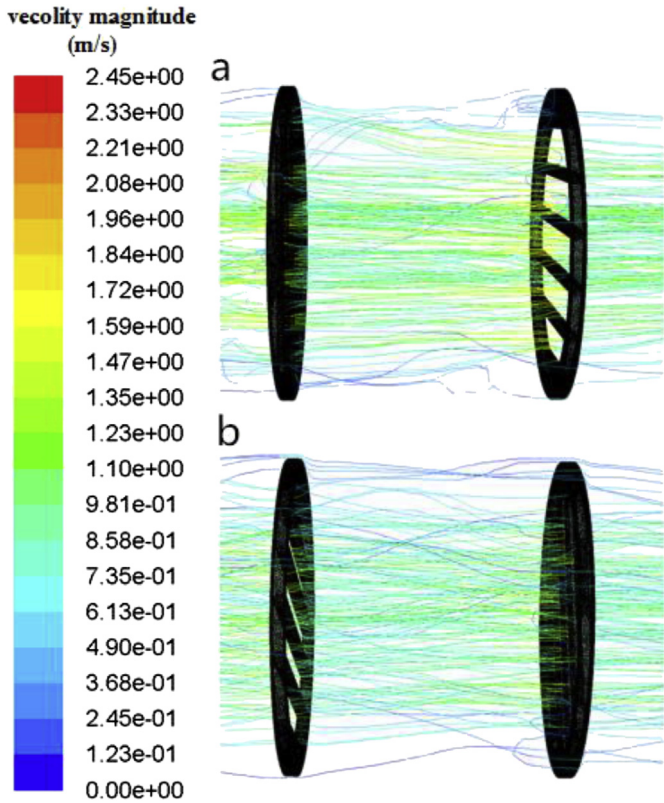 vecolity magnitude
(m/s)
2.45e+00
2.33e+00
2.21e+00
2.08e+00
1.96e+00
1.84e+00
1.72e+00
1.59e+00
1.47e+00
1.35e+00
1.23e+00
1.10e+00
9.81e-01
8.58e-01
7.35e-01
6.13e-01
4.90e-01
3.68e-01
2.45e-01
1.23e-01
0.00e+00
a
b